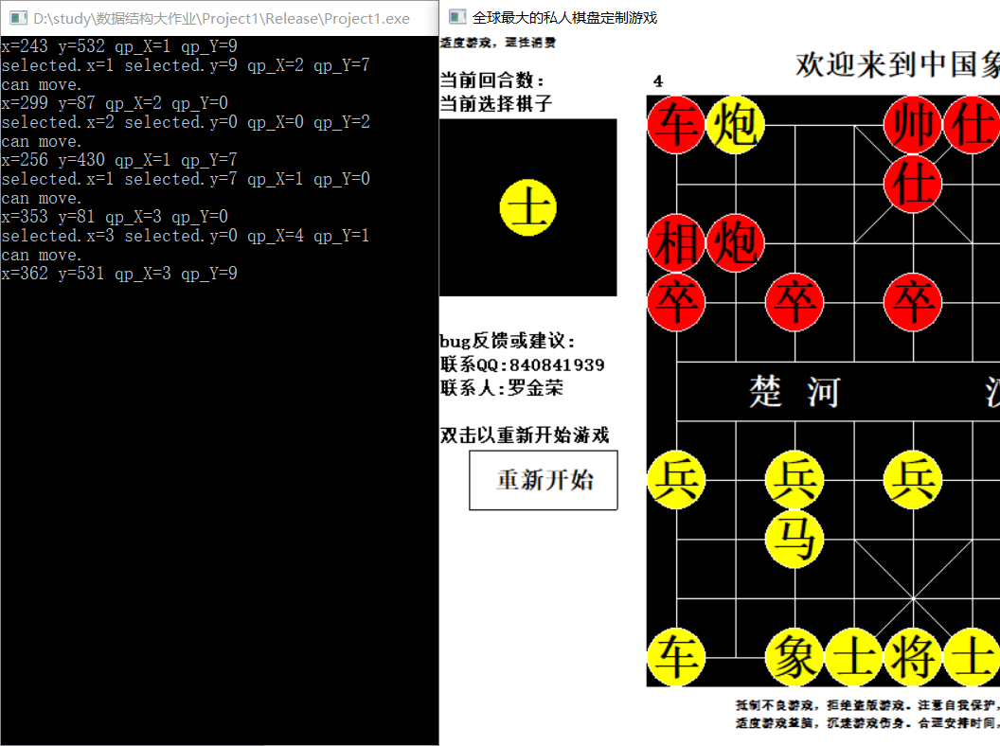 D:\study\数据结构大作业\Project1\Release\Project1.exe
x=243 y=532 qp_X=1 qp_Y=9
selected.x=1 selected.y=9 qp_X=2 qp_Y=7
can move.
x=299 y=87 qp_X=2 qp_Y=0
selected.x=2 selected.y=0 qp_X=0 qp_Y=2
can move.
x=256 y=430 qp_X=1 qp_Y=7
selected.x=1 selected.y=7 qp_X=1 qp_Y=0
can move.
x=353 y=81 qp_X=3 qp_Y=0
selected.x=3 selected.y=0 qp_X=4 qp_Y=1
can move.
x=362 y=531 qp_X=3 qp_Y=9
全球最大的私人棋盘定制游戏
适度游戏，理性消费
欢迎来到中国象
当前回合数：
4
当前选择棋子
士
bug反馈或建议：
联系QQ:840841939
联系人:罗金荣
双击以重新开始游戏
重新开始
车 炮 帅 仕
仕
相 炮
卒 卒 卒
楚 河
兵 兵 兵
马
车 象 士 将 士
抵制不良游戏，拒绝盗版游戏。注意自我保护，
适度游戏益脑，沉迷游戏伤身。合理安排时间，